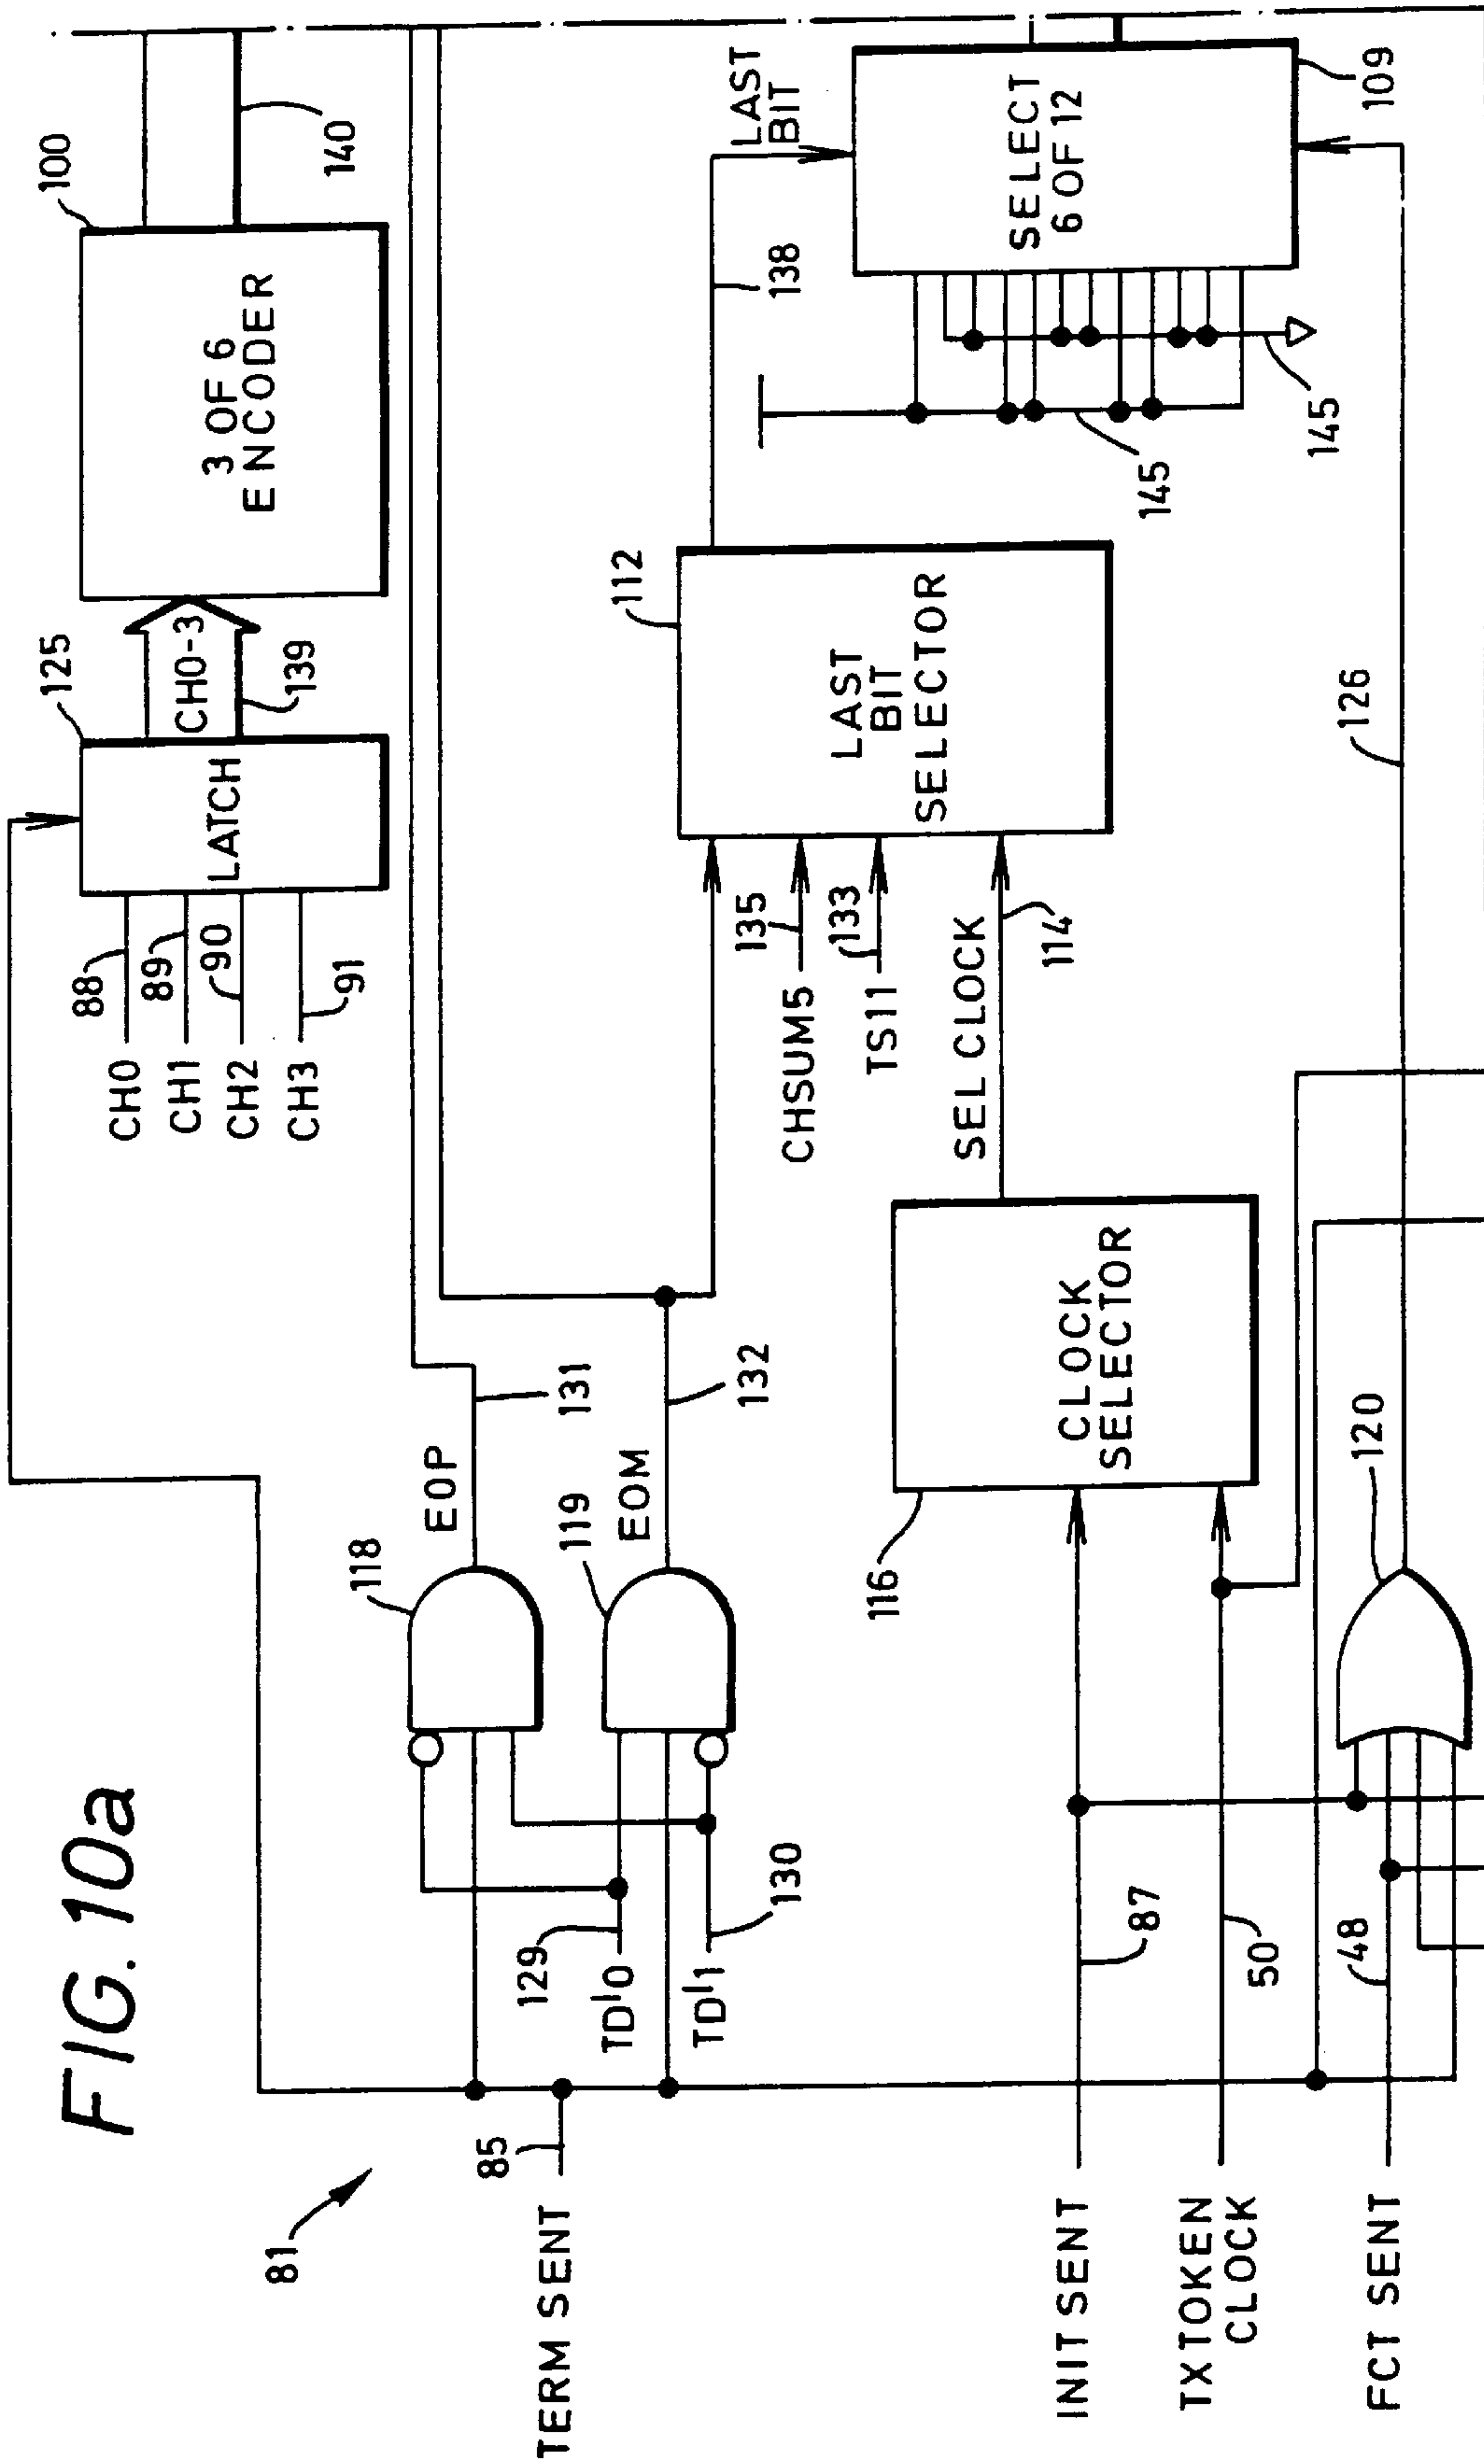 FIG. 10a
81
TERM SENT
85
129
TD'0
TD'1
130
118
EOP
131
119
EOM
132
CH0
88
CH1
89
CH2
90
CH3
91
125
LATCH
CH0-3
139
100
3 OF 6
ENCODER
140
INIT SENT
87
TX TOKEN
CLOCK
50
116
CLOCK
SELECTOR
SEL CLOCK
114
CHSUM5
135
TS11
133
112
LAST
BIT
SELECTOR
138
LAST
BIT
SELECT
6 OF 12
109
145
145
FCT SENT
48
120
126